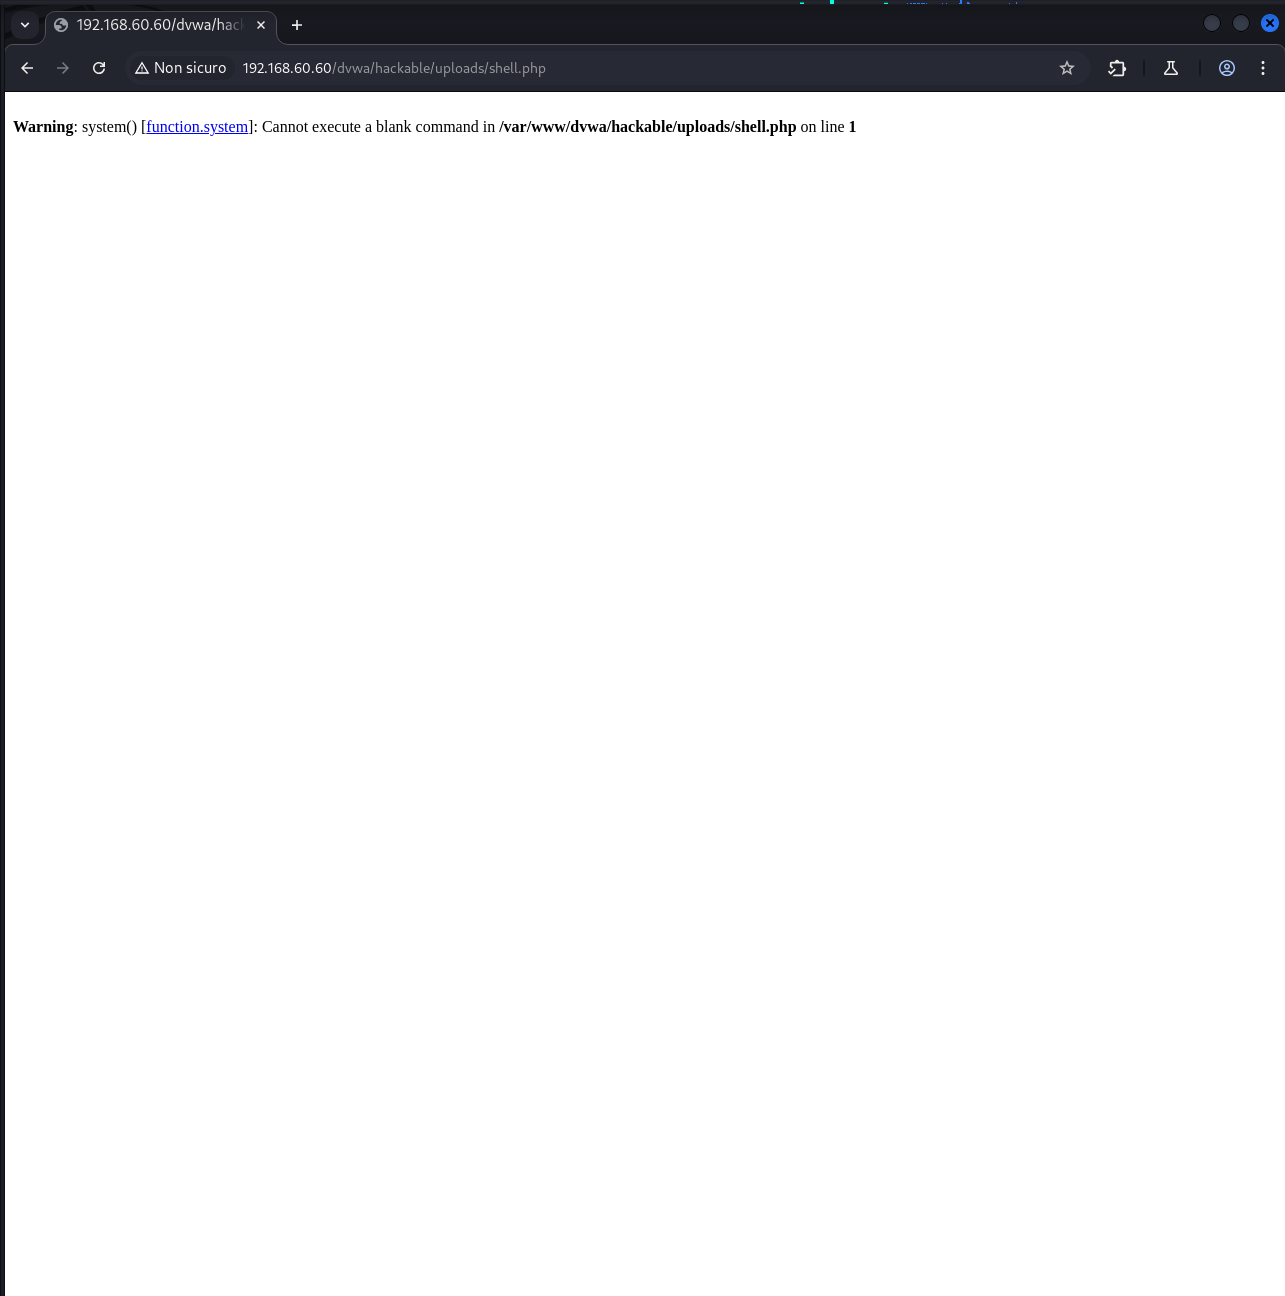 192.168.60.60/dvwa/hack
Non sicuro 192.168.60.60/dvwa/hackable/uploads/shell.php
Warning: system() [function.system]: Cannot execute a blank command in /var/www/dvwa/hackable/uploads/shell.php on line 1